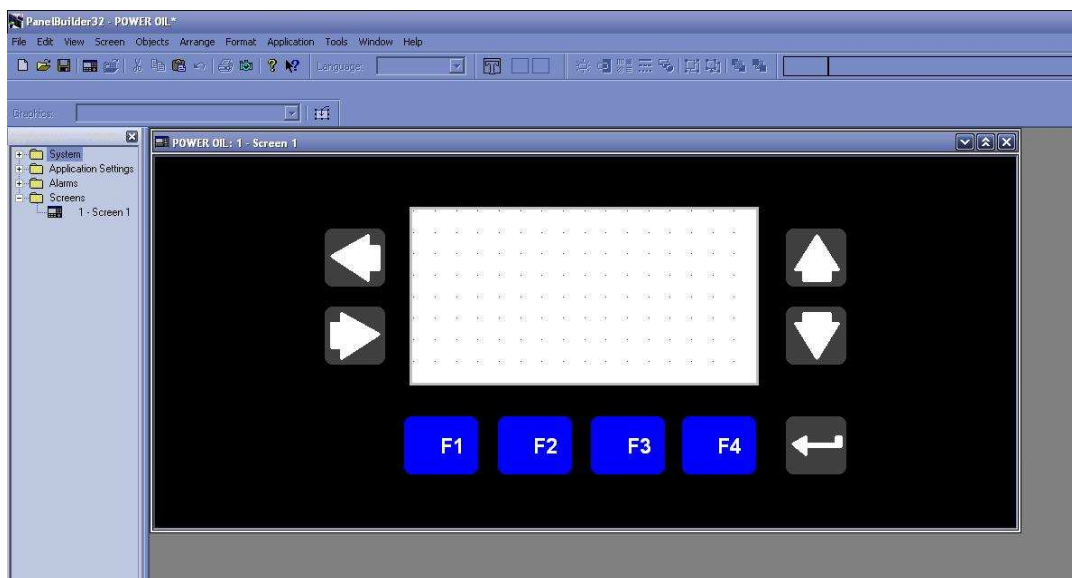 PanelBuilder32 - POWER OIL*
File Edit View Screen Objects Arrange Format Application Tools Window Help
Language:
Graphics:
POWER OIL: 1 - Screen 1
System
Application Settings
Alarms
Screens
1 - Screen 1
F1 F2 F3 F4